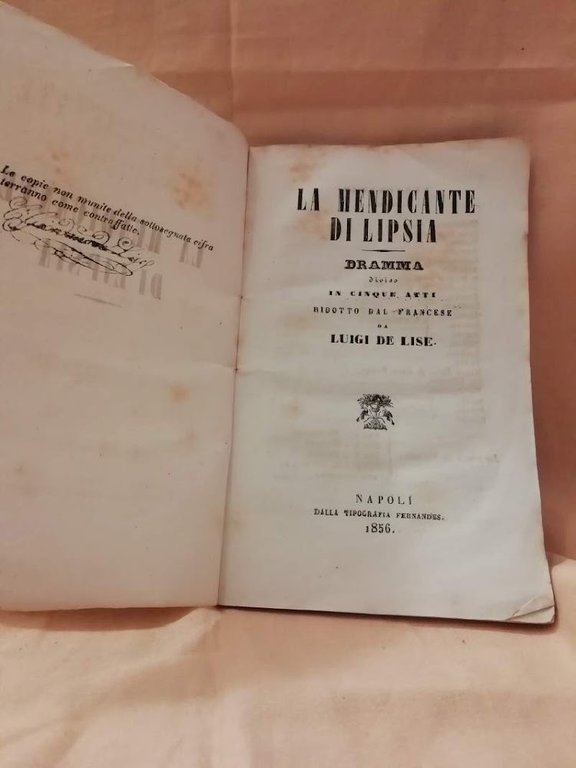 Le copie non munite della sottosegnata cifra
terranno come contraffatte.
LA MENDICANTE
DI LIPSIA
DRAMMA
diviso
IN CINQUE ATTI
RIDOTTO DAL FRANCESE
DA
LUIGI DE LISE.
NAPOLI
DALLA TIPOGRAFIA FERNANDES.
1856.